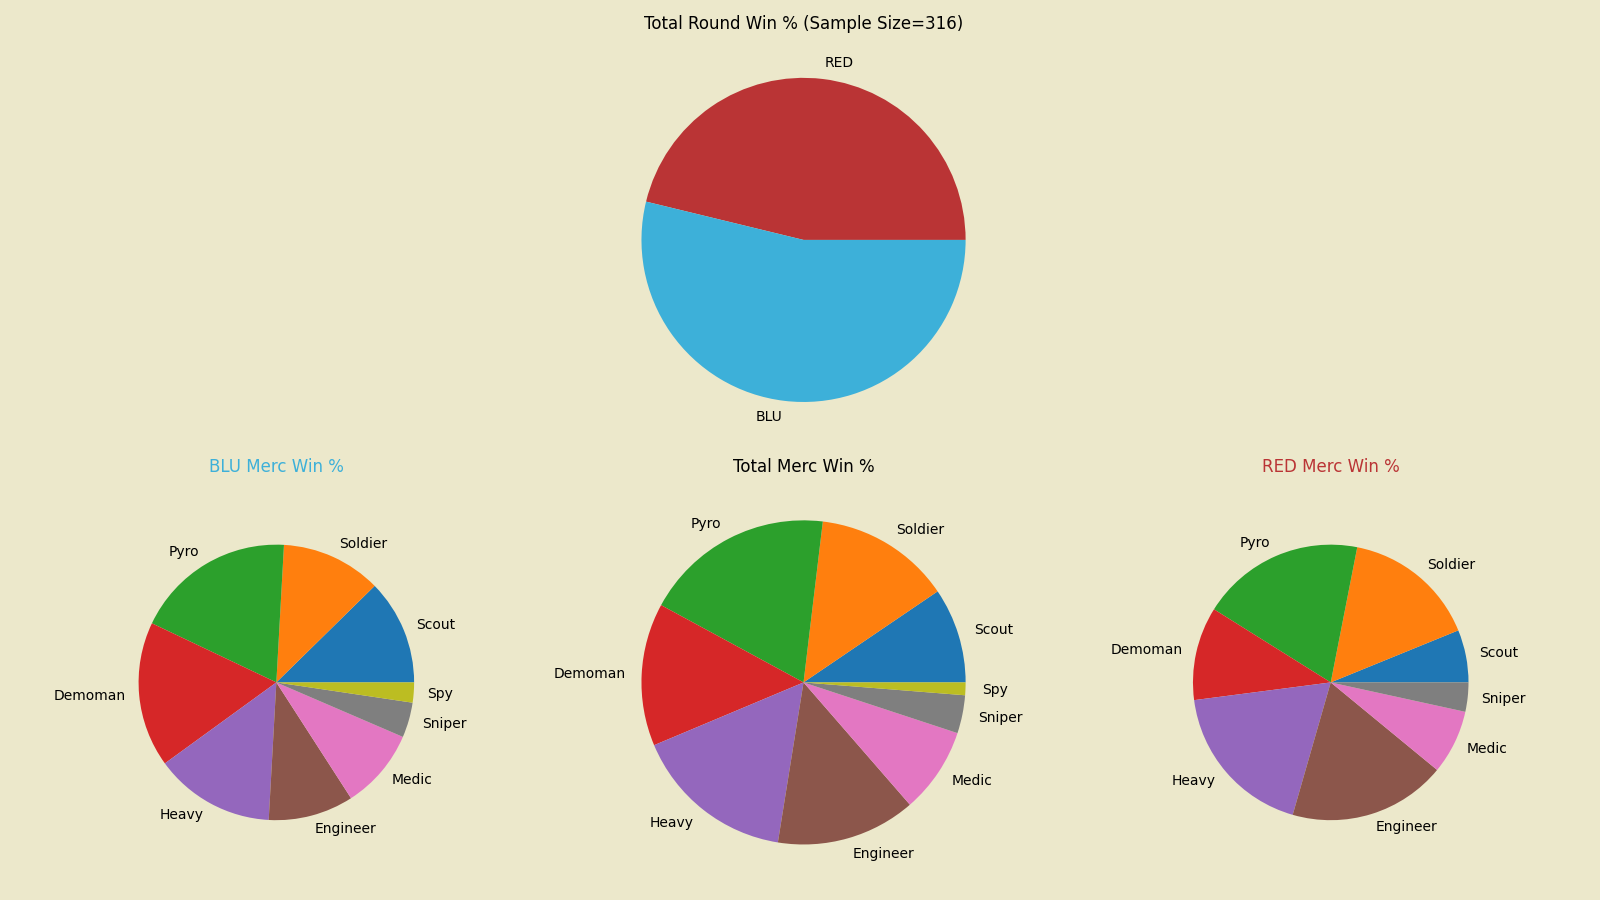 Total Round Win % (Sample Size=316)
RED
BLU
BLU Merc Win %
Pyro
Soldier
Scout
Demoman
Spy
Sniper
Medic
Heavy
Engineer
Total Merc Win %
Pyro
Soldier
Scout
Demoman
Spy
Sniper
Medic
Heavy
Engineer
RED Merc Win %
Pyro
Soldier
Demoman
Scout
Sniper
Medic
Heavy
Engineer